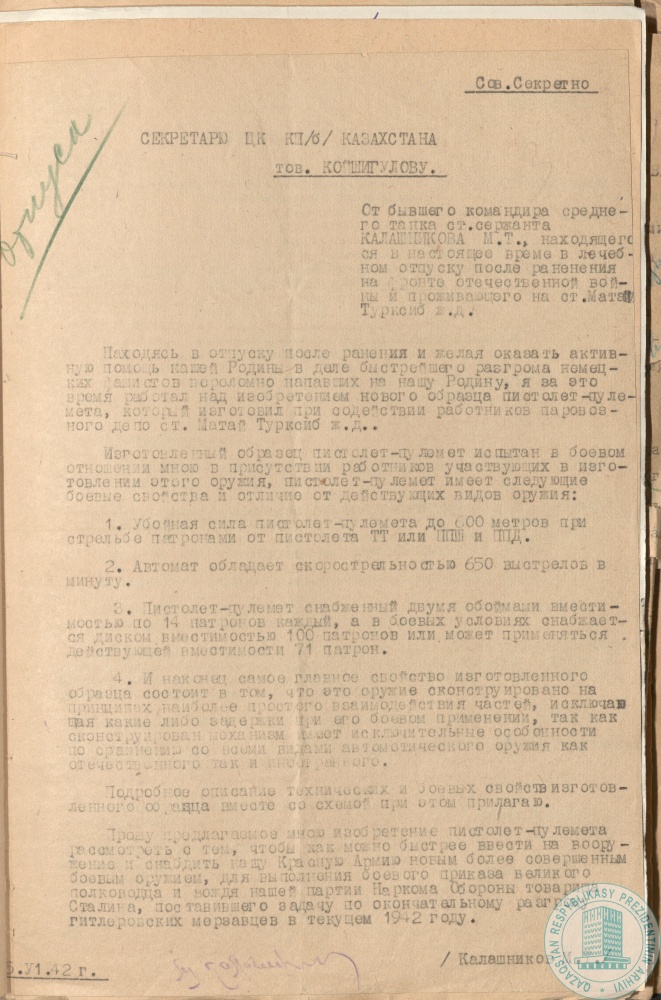 Сов.Секретно
отпуск
СЕКРЕТАРЮ ЦК КП/б/ КАЗАХСТАНА
тов. КОЙШИГУЛОВУ.
От бывшего командира средне-
го танка ст.сержанта
КАЛАШНИКОВА М.Т., находящего
ся в настоящее време в лечеб-
ном отпуску после раненения
на фронте отечественной вой-
ны и проживающего на ст.Матай
Турксиб ж.д.
Находясь в отпуску после ранения и желая оказать актив-
ную помощь нашей Родины в деле быстрейшего разгрома немец-
ких фашистов вероломно напавших на нашу Родину, я за это
время работал над изобретением нового образца пистолет-пуле-
мета, который изготовил при содействии работников паровоз-
ного депо ст. Матай Турксиб ж.д..
Изготовленный образец пистолет-пулемет испытан в боевом
отношении мною в присутствии работников участвующих в изго-
товлении этого оружия, пистолет-пулемет имеет следующие
боевые свойства и отличие от действующих видов оружия:
1. Убойная сила пистолет-пулемета до 600 метров при
стрельбе патронами от пистолета ТТ или ППШ и ППД.
2. Автомат обладает скорострельностью 650 выстрелов в
минуту.
3. Пистолет-пулемет снабженный двумя обоймами вмести-
мостью по 14 патронов каждый, а в боевых условиях снабжает-
ся диском вместимостью 100 патронов или может применяться
действующей вместимости 71 патрон.
4. И наконец самое главное свойство изготовленного
образца состоит в том, что это оружие сконструировано на
принципах наиболее простого взаимодействия частей, исключаю
щая какие либо задержки при его боевом применении, так как
сконструирован механизм имеет исключительные особенности
по сравнению со всеми видами автомотического оружия как
отечественного так и иностранного.
Подробное описание технических и боевых свойств изготов-
ленного образца вместе со схемой при этом прилагаю.
Прошу предлагаемое мною изобретение пистолет-пулемета
рассмотреть с тем, чтобы как можно быстрее ввести на воору-
жение и снабдить нашу Красную Армию новым более совершенным
боевым оружием, для выполнения боевого приказа великого
полководца и вождя нашей партии Наркома Обороны товарища
Сталина, поставившего задачу по окончательному
гитлеровских мерзавцев в текущем 1942 году.
/ Калашников
5.VI.42 г.
QAZAQSTAN RESPÝBLIKASY PREZIDENTINIŃ ARHIVI